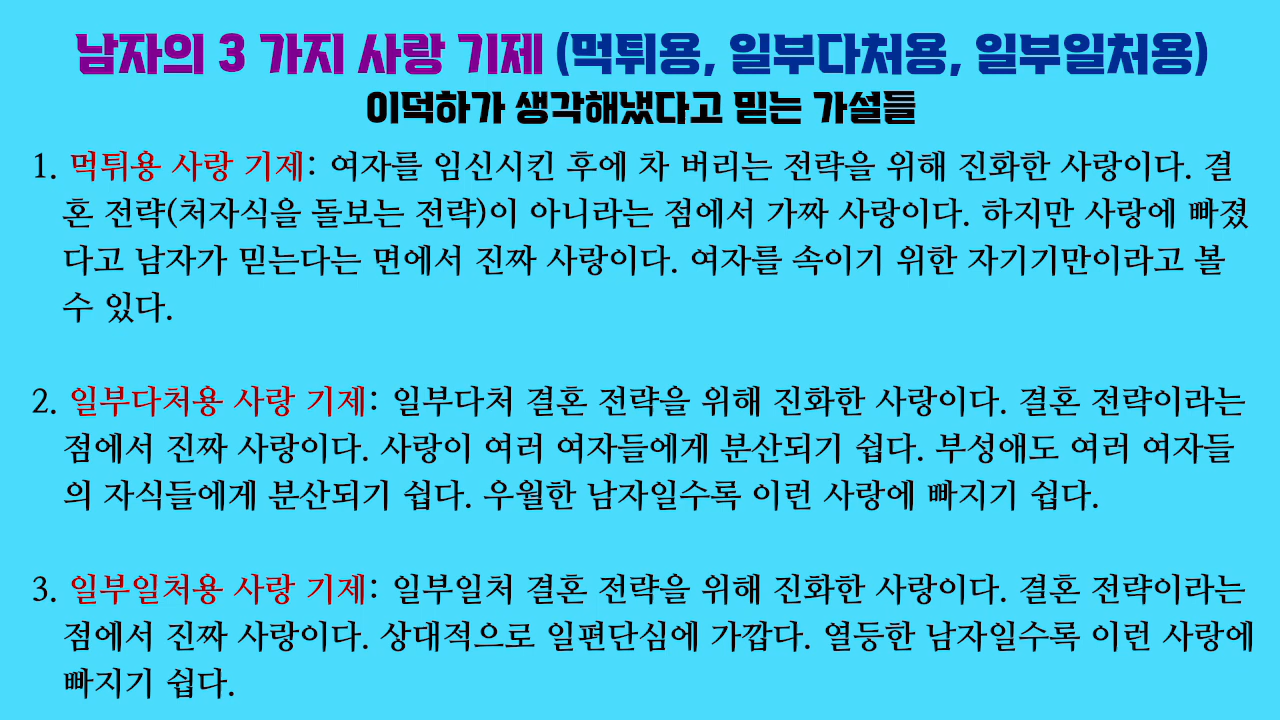 남자의 3 가지 사랑 기제 (먹튀용, 일부다처용, 일부일처용)
이덕하가 생각해냈다고 믿는 가설들
1. 먹튀용 사랑 기제: 여자를 임신시킨 후에 차 버리는 전략을 위해 진화한 사랑이다. 결
혼 전략(처자식을 돌보는 전략)이 아니라는 점에서 가짜 사랑이다. 하지만 사랑에 빠졌
다고 남자가 믿는다는 면에서 진짜 사랑이다. 여자를 속이기 위한 자기기만이라고 볼
수 있다.
2. 일부다처용 사랑 기제: 일부다처 결혼 전략을 위해 진화한 사랑이다. 결혼 전략이라는
점에서 진짜 사랑이다. 사랑이 여러 여자들에게 분산되기 쉽다. 부성애도 여러 여자들
의 자식들에게 분산되기 쉽다. 우월한 남자일수록 이런 사랑에 빠지기 쉽다.
3. 일부일처용 사랑 기제: 일부일처 결혼 전략을 위해 진화한 사랑이다. 결혼 전략이라는
점에서 진짜 사랑이다. 상대적으로 일편단심에 가깝다. 열등한 남자일수록 이런 사랑에
빠지기 쉽다.